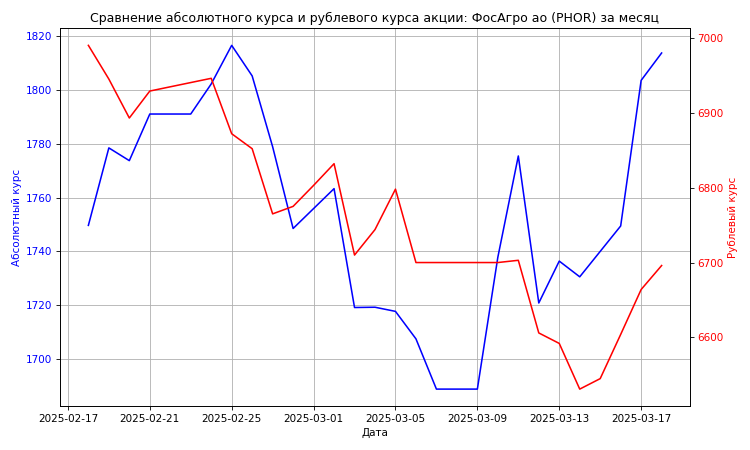 Сравнение абсолютного курса и рублевого курса акции: ФосАгро ао (PHOR) за месяц
1820
1800
1780
1760
1740
1720
1700
Абсолютный курс
7000
6900
6800
6700
6600
Рублевый курс
2025-02-17 2025-02-21 2025-02-25 2025-03-01 2025-03-05 2025-03-09 2025-03-13 2025-03-17
Дата